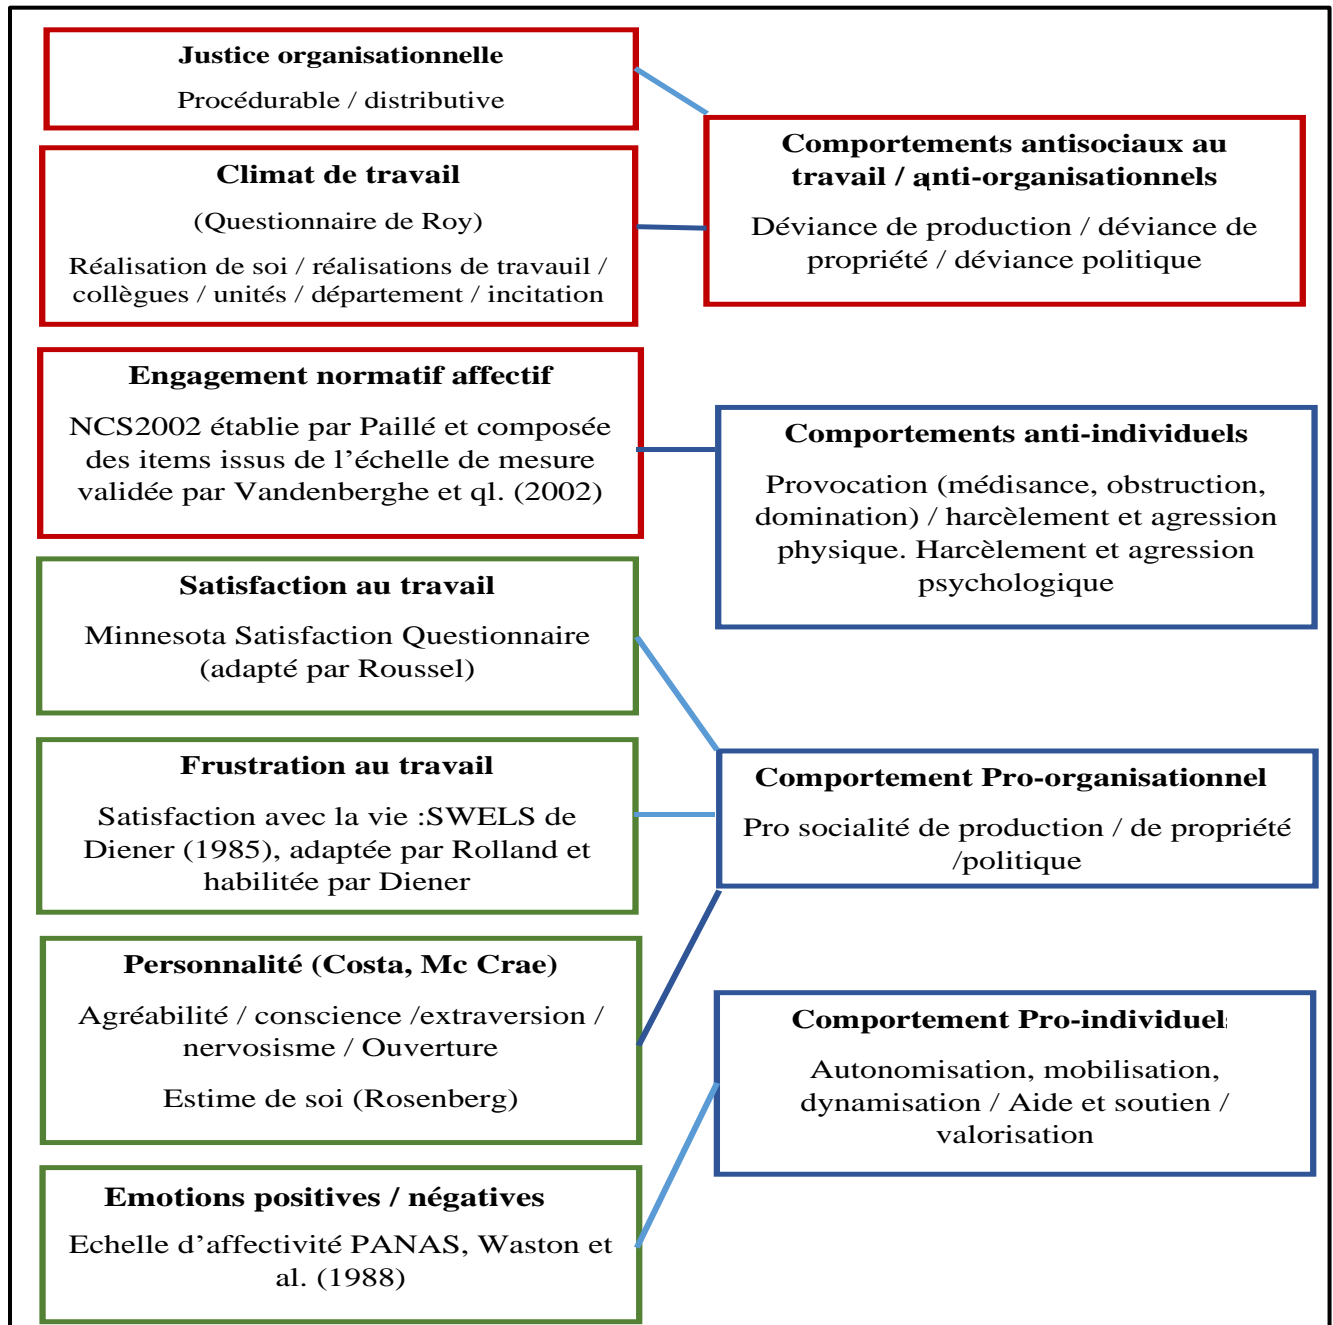 Justice organisationnelle
Procédurable / distributive
Climat de travail
(Questionnaire de Roy)
Réalisation de soi / réalisations de travauil /
collègues / unités / département / incitation
Engagement normatif affectif
NCS2002 établie par Paillé et composée
des items issus de l’échelle de mesure
validée par Vandenberghe et ql. (2002)
Satisfaction au travail
Minnesota Satisfaction Questionnaire
(adapté par Roussel)
Frustration au travail
Satisfaction avec la vie :SWELS de
Diener (1985), adaptée par Rolland et
habilitée par Diener
Personnalité (Costa, Mc Crae)
Agréabilité / conscience /extraversion /
nervosisme / Ouverture
Estime de soi (Rosenberg)
Emotions positives / négatives
Echelle d’affectivité PANAS, Waston et
al. (1988)
Comportements antisociaux au
travail / anti-organisationnels
Déviance de production / déviance de
propriété / déviance politique
Comportements anti-individuels
Provocation (médisance, obstruction,
domination) / harcèlement et agression
physique. Harcèlement et agression
psychologique
Comportement Pro-organisationnel
Pro socialité de production / de propriété
/politique
Comportement Pro-individuels
Autonomisation, mobilisation,
dynamisation / Aide et soutien /
valorisation